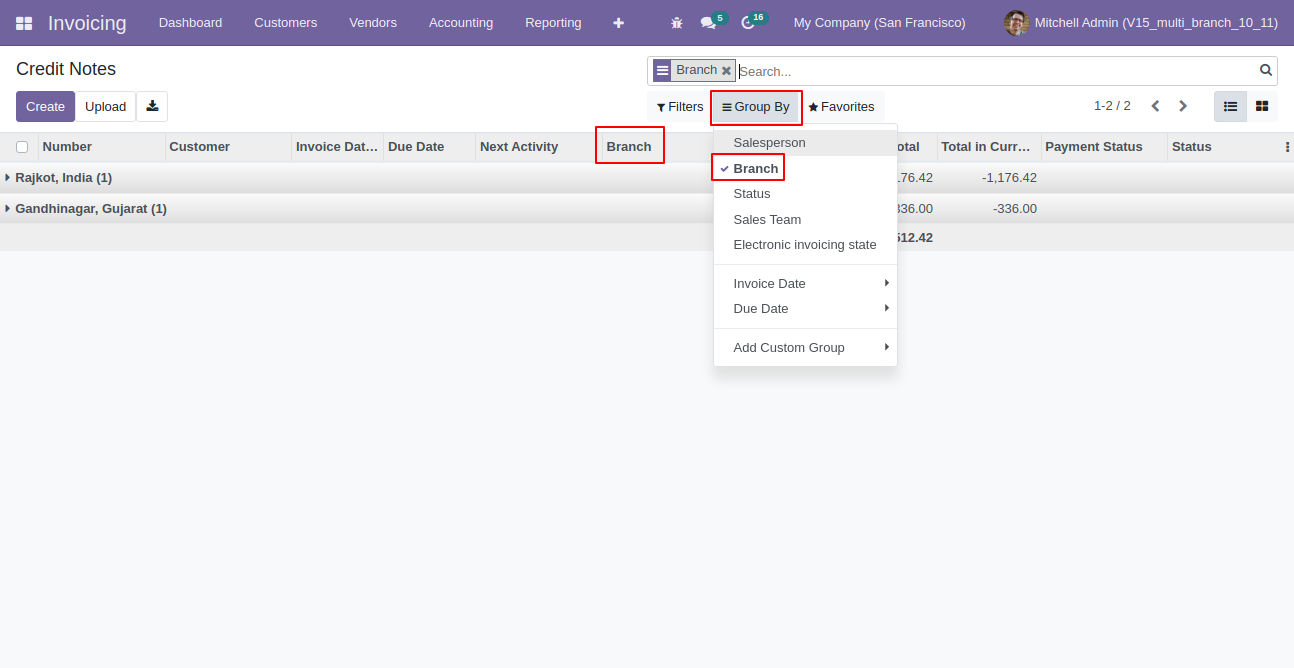 Invoicing Dashboard Customers Vendors Accounting Reporting 5 16 My Company (San Francisco) Mitchell Admin (V15_multi_branch_10_11)
Credit Notes
Branch Search...
Create Upload
Filters Group By Favorites 1-2 / 2
Number Customer Invoice Dat... Due Date Next Activity Branch otal Total in Curr... Payment Status Status
Rajkot, India (1) 176.42 -1,176.42
Gandhinagar, Gujarat (1) 336.00 -336.00
512.42
Salesperson
Branch
Status
Sales Team
Electronic invoicing state
Invoice Date
Due Date
Add Custom Group